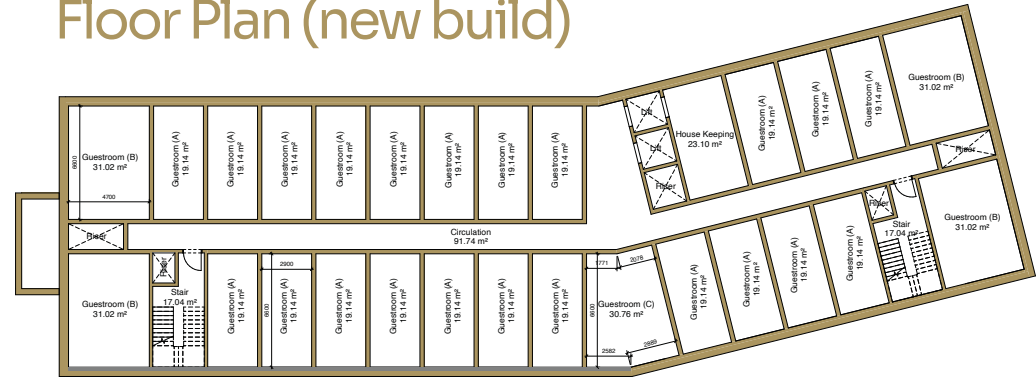 Floor Plan (new build)
Guestroom (B)
31.02 m²
6600
4700
Guestroom (A)
19.14 m²
Guestroom (A)
19.14 m²
Guestroom (A)
19.14 m²
Guestroom (A)
19.14 m²
Guestroom (A)
19.14 m²
Guestroom (A)
19.14 m²
Guestroom (A)
19.14 m²
Guestroom (A)
19.14 m²
Lift
Lift
Riser
House Keeping
23.10 m²
Guestroom (A)
19.14 m²
Guestroom (A)
19.14 m²
Guestroom (A)
19.14 m²
Guestroom (B)
31.02 m²
Riser
Riser
Circulation
91.74 m²
Guestroom (B)
31.02 m²
Riser
Stair
17.04 m²
Guestroom (A)
19.14 m²
2900
6600
Guestroom (A)
19.14 m²
Guestroom (A)
19.14 m²
Guestroom (A)
19.14 m²
Guestroom (A)
19.14 m²
Guestroom (A)
19.14 m²
Guestroom (A)
19.14 m²
1771
2078
6600
Guestroom (C)
30.76 m²
2582
2889
Guestroom (A)
19.14 m²
Guestroom (A)
19.14 m²
Guestroom (A)
19.14 m²
Guestroom (A)
19.14 m²
Riser
Stair
17.04 m²
Guestroom (B)
31.02 m²